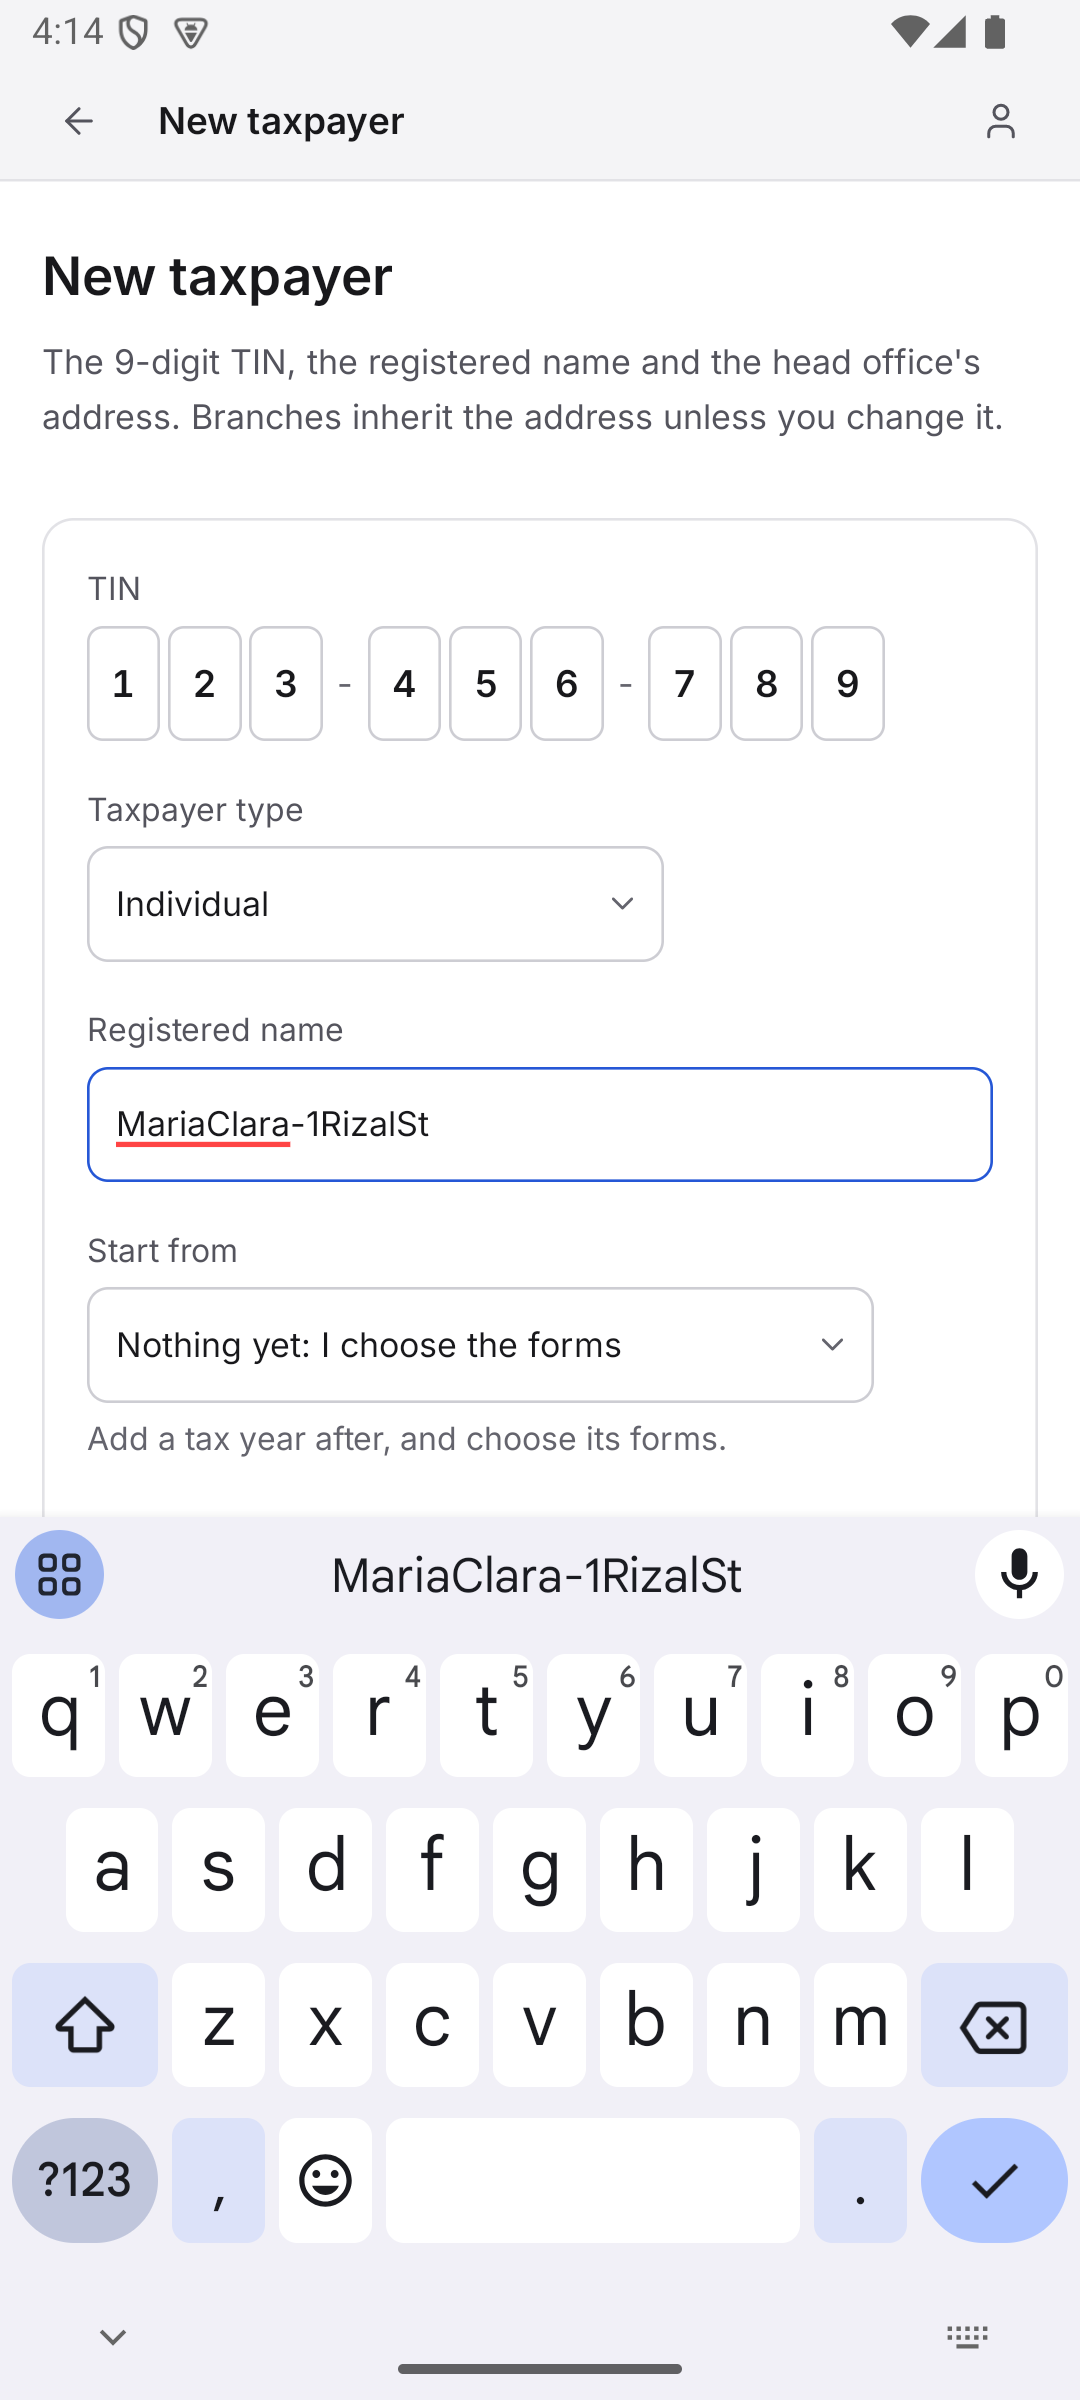 4:14
New taxpayer
New taxpayer
The 9-digit TIN, the registered name and the head office's
address. Branches inherit the address unless you change it.
TIN
1 2 3 - 4 5 6 - 7 8 9
Taxpayer type
Individual
Registered name
MariaClara-1RizalSt
Start from
Nothing yet: I choose the forms
Add a tax year after, and choose its forms.
MariaClara-1RizalSt
q1 w2 e3 r4 t5 y6 u7 i8 o9 p0
a s d f g h j k l
z x c v b n m
?123 , .